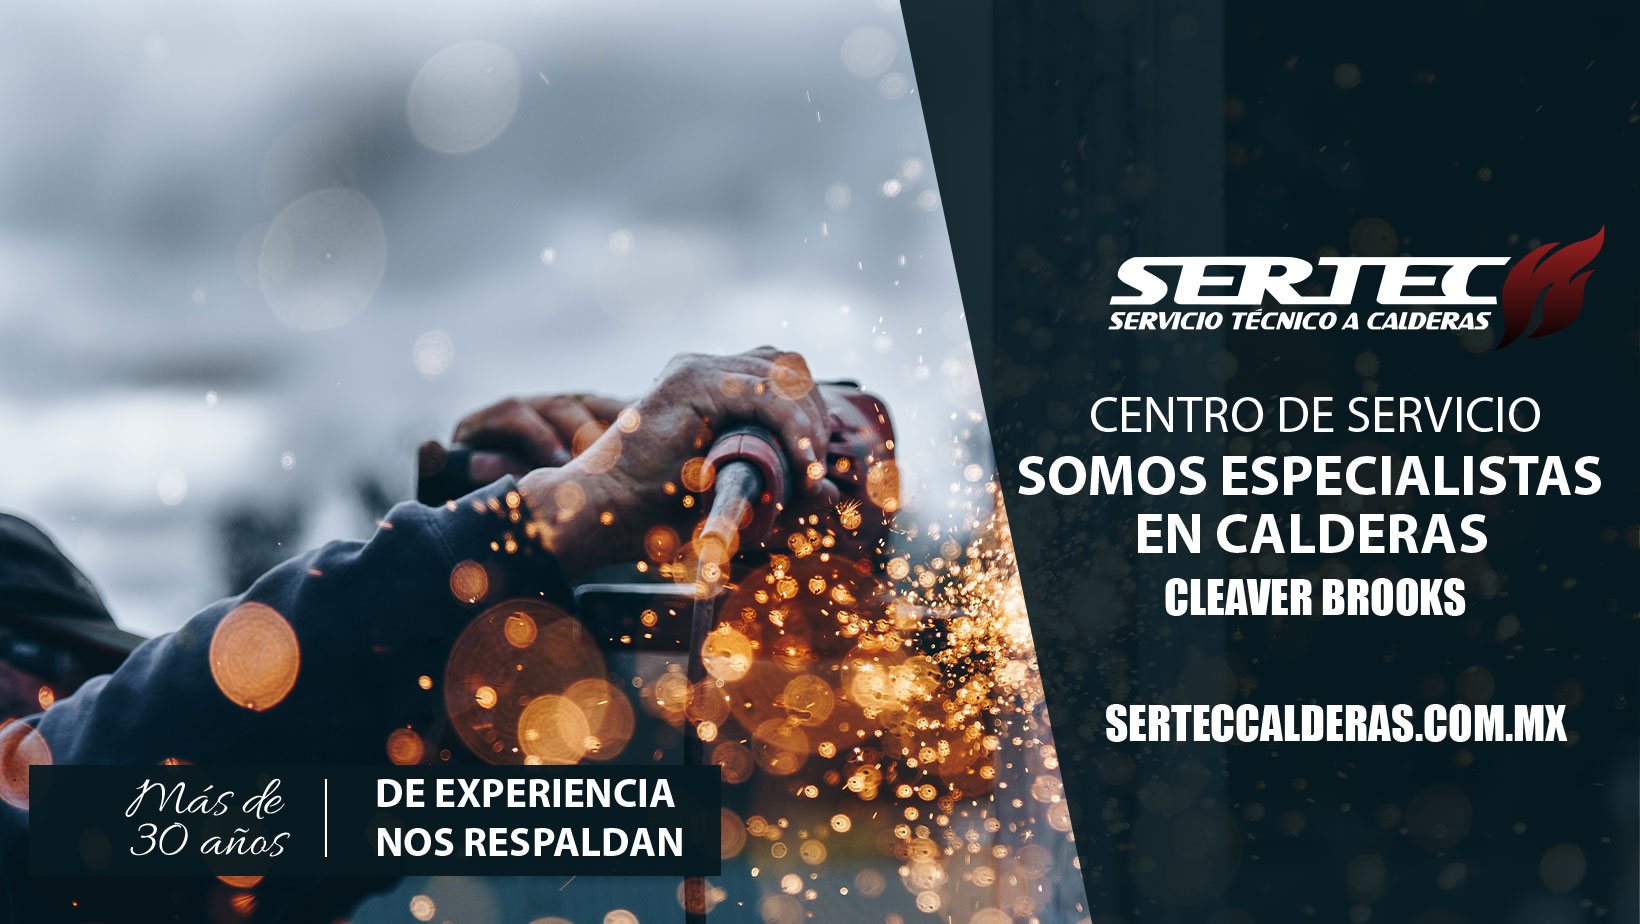 SERTEC
SERVICIO TÉCNICO A CALDERAS
CENTRO DE SERVICIO
SOMOS ESPECIALISTAS
EN CALDERAS
CLEAVER BROOKS
SERTECCALDERAS.COM.MX
Más de
30 años
DE EXPERIENCIA
NOS RESPALDAN